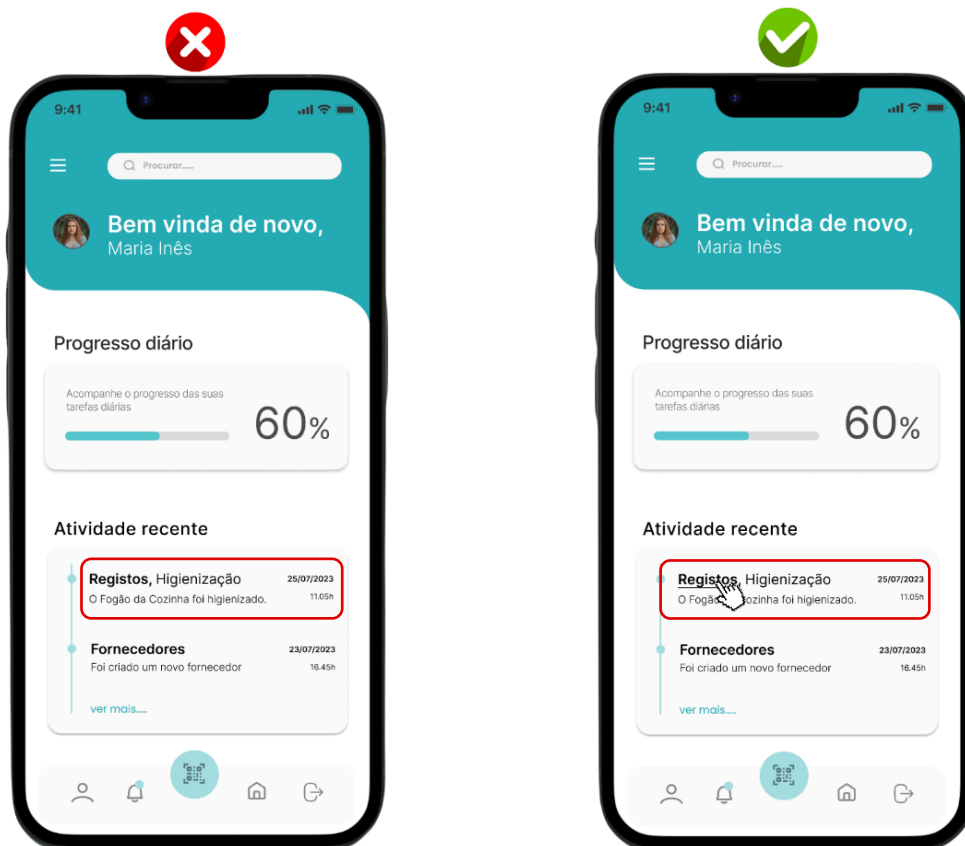 9:41
Procurar.....
Bem vinda de novo,
Maria Inês
Progresso diário
Acompanhe o progresso das suas
tarefas diárias
60%
Atividade recente
Registos, Higienização 25/07/2023
O Fogão da Cozinha foi higienizado. 11.05h
Fornecedores 23/07/2023
Foi criado um novo fornecedor 16.45h
ver mais.....
9:41
Procurar.....
Bem vinda de novo,
Maria Inês
Progresso diário
Acompanhe o progresso das suas
tarefas diárias
60%
Atividade recente
Registos, Higienização 25/07/2023
O Fogão Cozinha foi higienizado. 11.05h
Fornecedores 23/07/2023
Foi criado um novo fornecedor 16.45h
ver mais.....